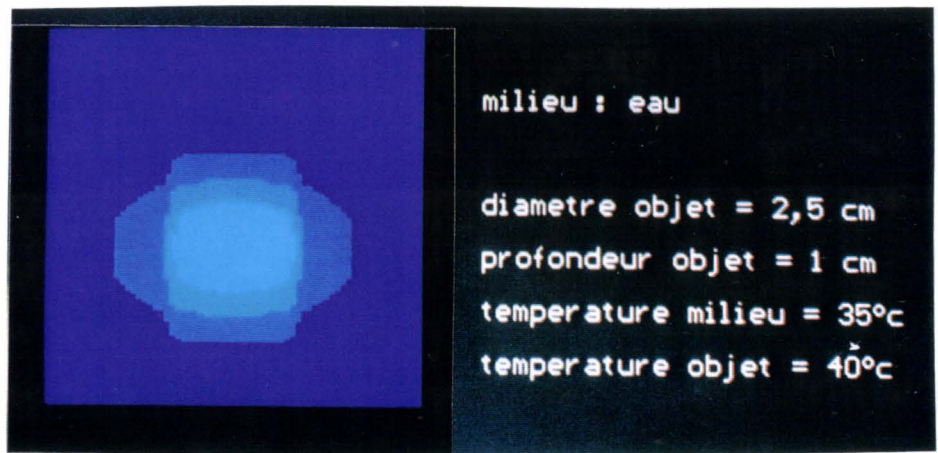 milieu : eau
diametre objet = 2,5 cm
profondeur objet = 1 cm
temperature milieu = 35°c
temperature objet = 40°c